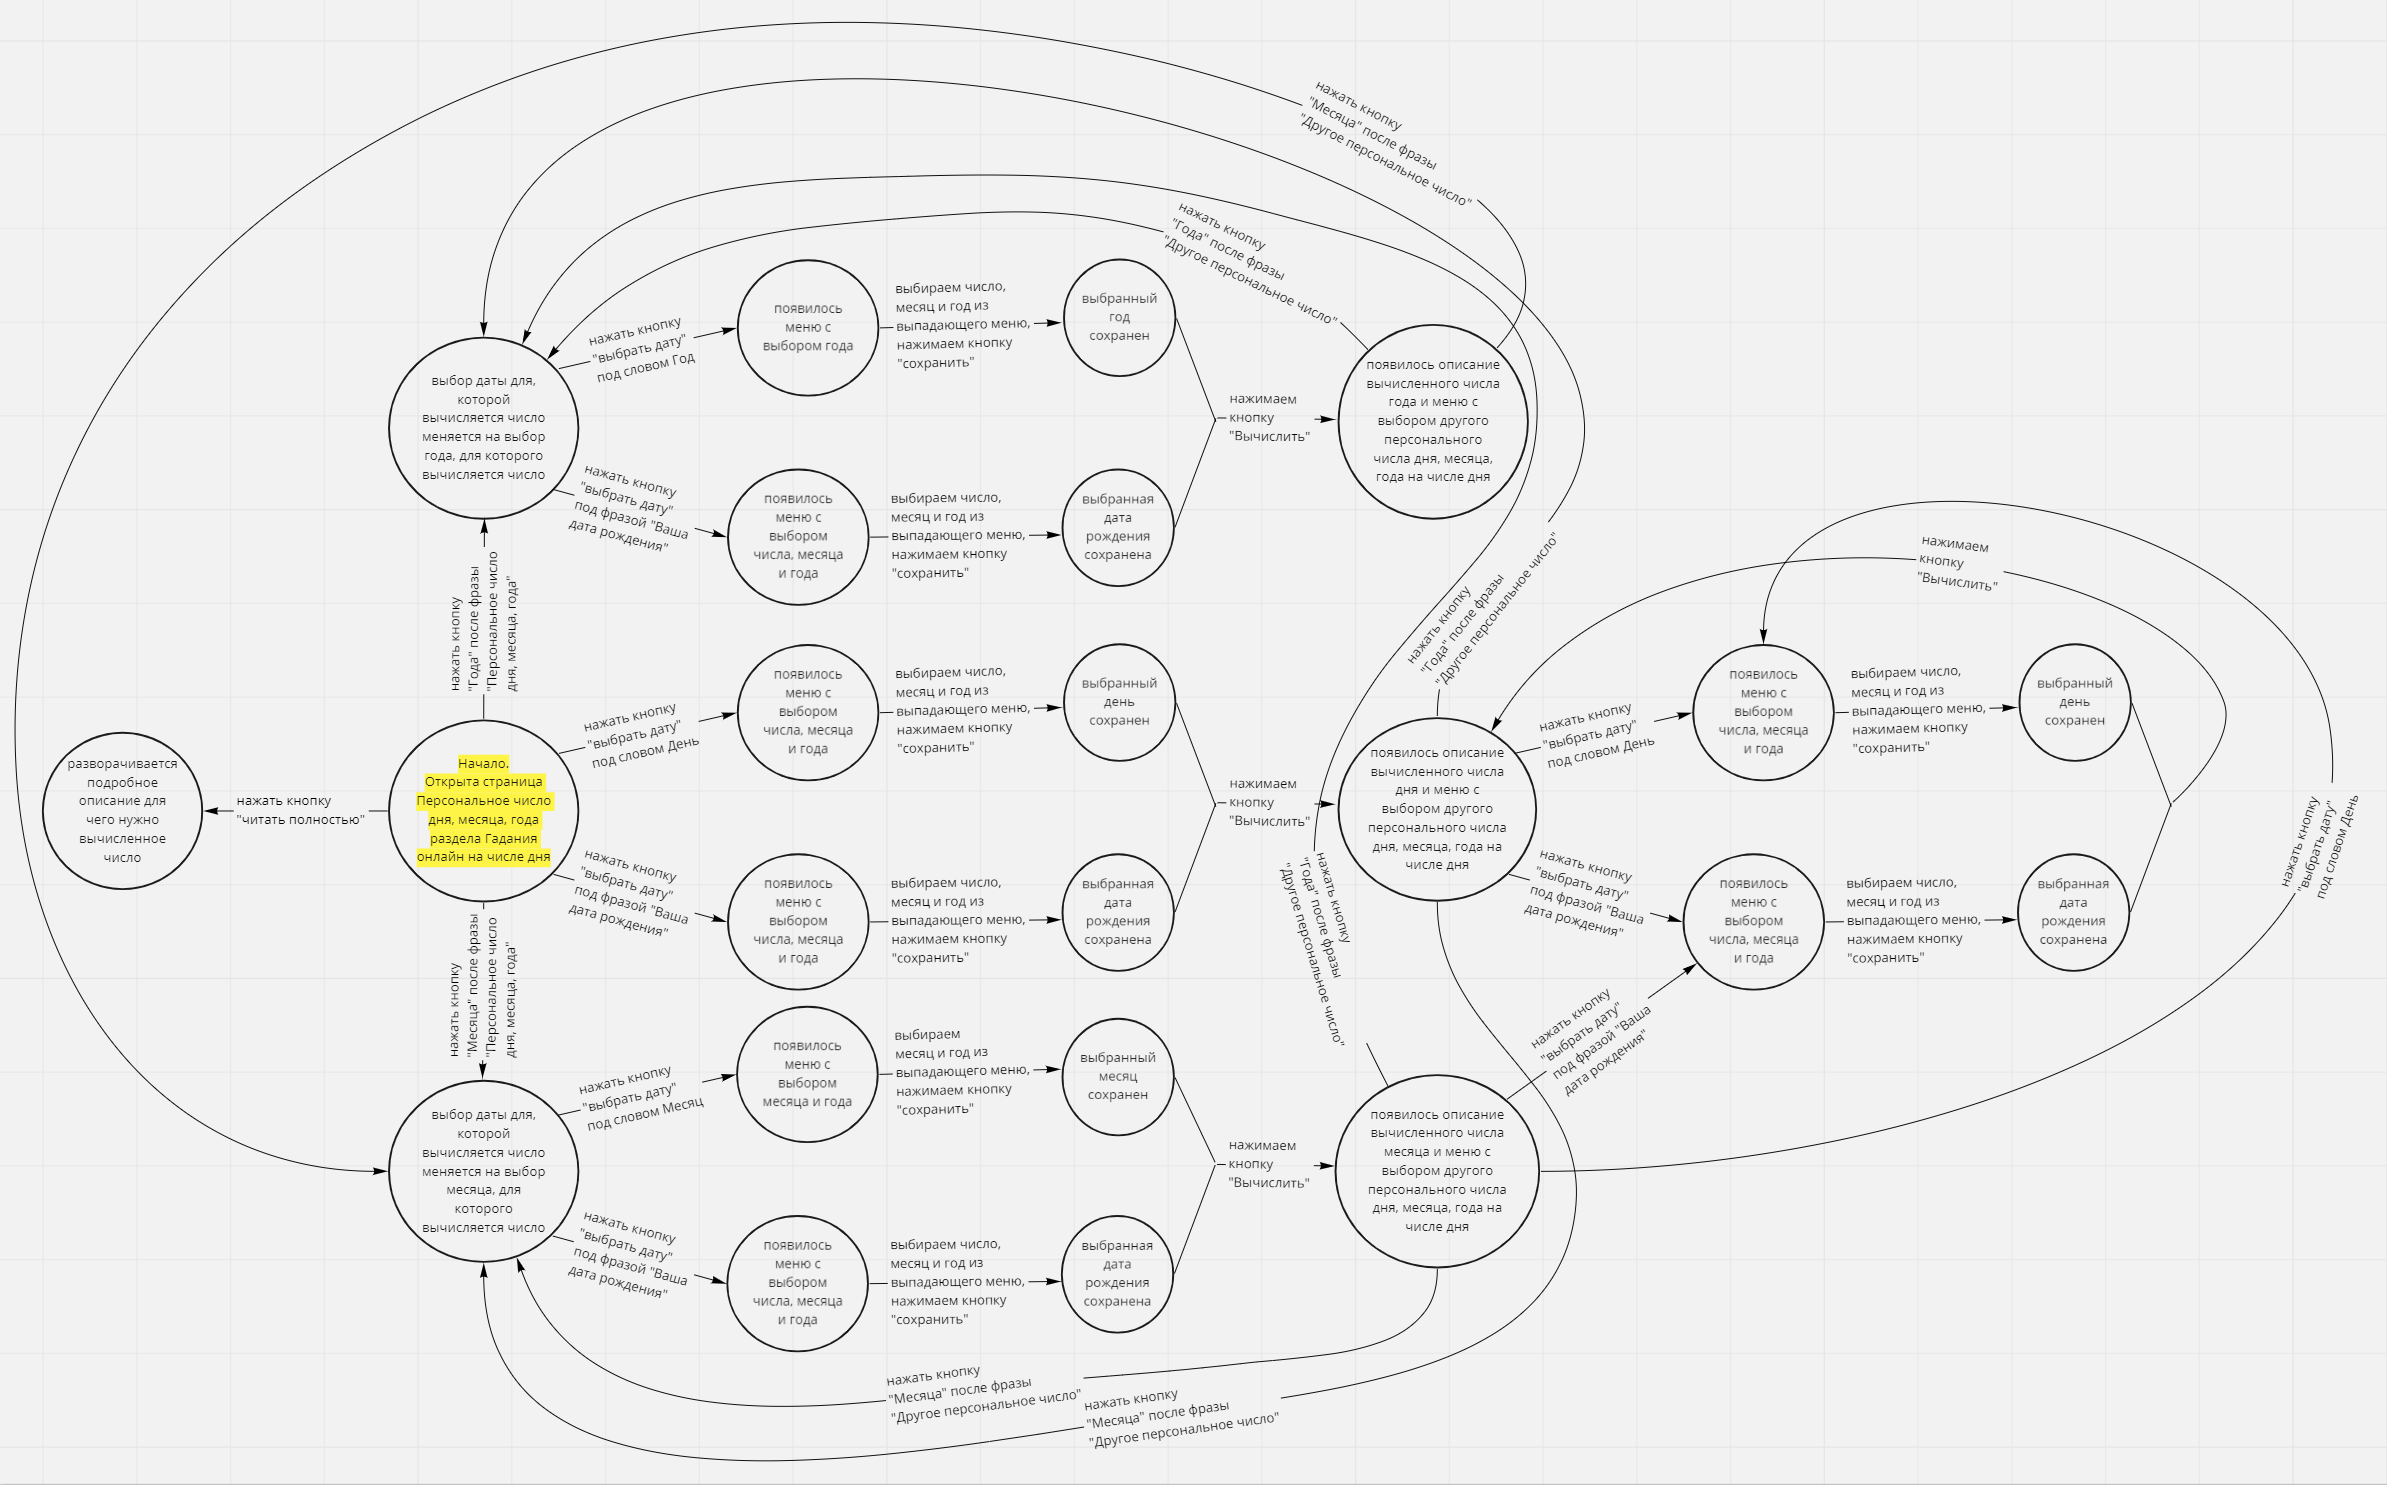 нажать кнопку
"Месяца" после фразы
"Другое персональное число"
нажать кнопку
"Года" после фразы
"Другое персональное число"
выбор даты для,
которой
вычисляется число
меняется на выбор
года, для которого
вычисляется число
нажать кнопку
"выбрать дату"
под словом Год
появилось
меню с
выбором года
выбираем число,
месяц и год из
выпадающего меню,
нажимаем кнопку
"сохранить"
выбранный
год
сохранен
нажать кнопку
"выбрать дату"
под фразой "Ваша
дата рождения"
появилось
меню с
выбором
числа, месяца
и года
выбираем число,
месяц и год из
выпадающего меню,
нажимаем кнопку
"сохранить"
выбранная
дата
рождения
сохранена
нажимаем
кнопку
"Вычислить"
появилось описание
вычисленного числа
года и меню с
выбором другого
персонального
числа дня, месяца,
года на числе дня
нажать кнопку
"Года" после фразы
"Персональное число
дня, месяца, года"
нажать кнопку
"Года" после фразы
"Другое персональное число"
нажимаем
кнопку
"Вычислить"
разворачивается
подробное
описание для
чего нужно
вычисленное
число
нажать кнопку
"читать полностью"
Начало.
Открыта страница
Персональное число
дня, месяца, года
раздела Гадания
онлайн на числе дня
нажать кнопку
"выбрать дату"
под словом День
появилось
меню с
выбором
числа, месяца
и года
выбираем число,
месяц и год из
выпадающего меню,
нажимаем кнопку
"сохранить"
выбранный
день
сохранен
нажать кнопку
"выбрать дату"
под фразой "Ваша
дата рождения"
появилось
меню с
выбором
числа, месяца
и года
выбираем число,
месяц и год из
выпадающего меню,
нажимаем кнопку
"сохранить"
выбранная
дата
рождения
сохранена
нажимаем
кнопку
"Вычислить"
появилось описание
вычисленного числа
дня и меню с
выбором другого
персонального числа
дня, месяца, года на
числе дня
нажать кнопку
"выбрать дату"
под словом День
появилось
меню с
выбором
числа, месяца
и года
выбираем число,
месяц и год из
выпадающего меню,
нажимаем кнопку
"сохранить"
выбранный
день
сохранен
нажать кнопку
"выбрать дату"
под фразой "Ваша
дата рождения"
появилось
меню с
выбором
числа, месяца
и года
выбираем число,
месяц и год из
выпадающего меню,
нажимаем кнопку
"сохранить"
выбранная
дата
рождения
сохранена
нажать кнопку
"выбрать дату"
под словом День
нажать кнопку
"Года" после фразы
"Другое персональное число"
нажать кнопку
"выбрать дату"
под фразой "Ваша
дата рождения"
нажать кнопку
"Месяца" после фразы
"Персональное число
дня, месяца, года"
выбор даты для,
которой
вычисляется число
меняется на выбор
месяца, для
которого
вычисляется число
нажать кнопку
"выбрать дату"
под словом Месяц
появилось
меню с
выбором
месяца и года
выбираем
месяц и год из
выпадающего меню,
нажимаем кнопку
"сохранить"
выбранный
месяц
сохранен
нажать кнопку
"выбрать дату"
под фразой "Ваша
дата рождения"
появилось
меню с
выбором
числа, месяца
и года
выбираем число,
месяц и год из
выпадающего меню,
нажимаем кнопку
"сохранить"
выбранная
дата
рождения
сохранена
нажимаем
кнопку
"Вычислить"
появилось описание
вычисленного числа
месяца и меню с
выбором другого
персонального числа
дня, месяца, года на
числе дня
нажать кнопку
"Месяца" после фразы
"Другое персональное число"
нажать кнопку
"Месяца" после фразы
"Другое персональное число"